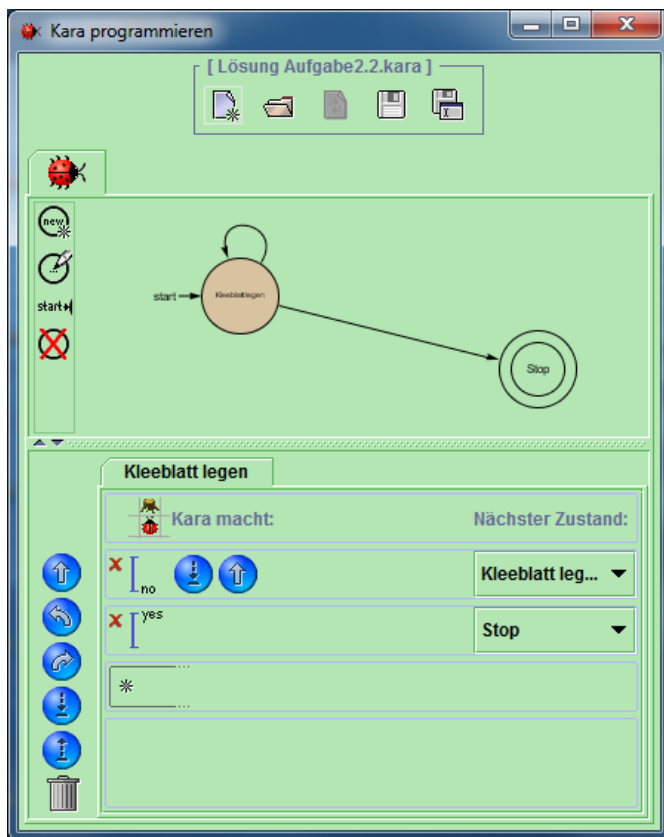 Kara programmieren
[ Lösung Aufgabe2.2.kara ]
new
start
start
Kleeblattlegen
Stop
Kleeblatt legen
Kara macht:
Nächster Zustand:
no
Kleeblatt leg...
yes
Stop